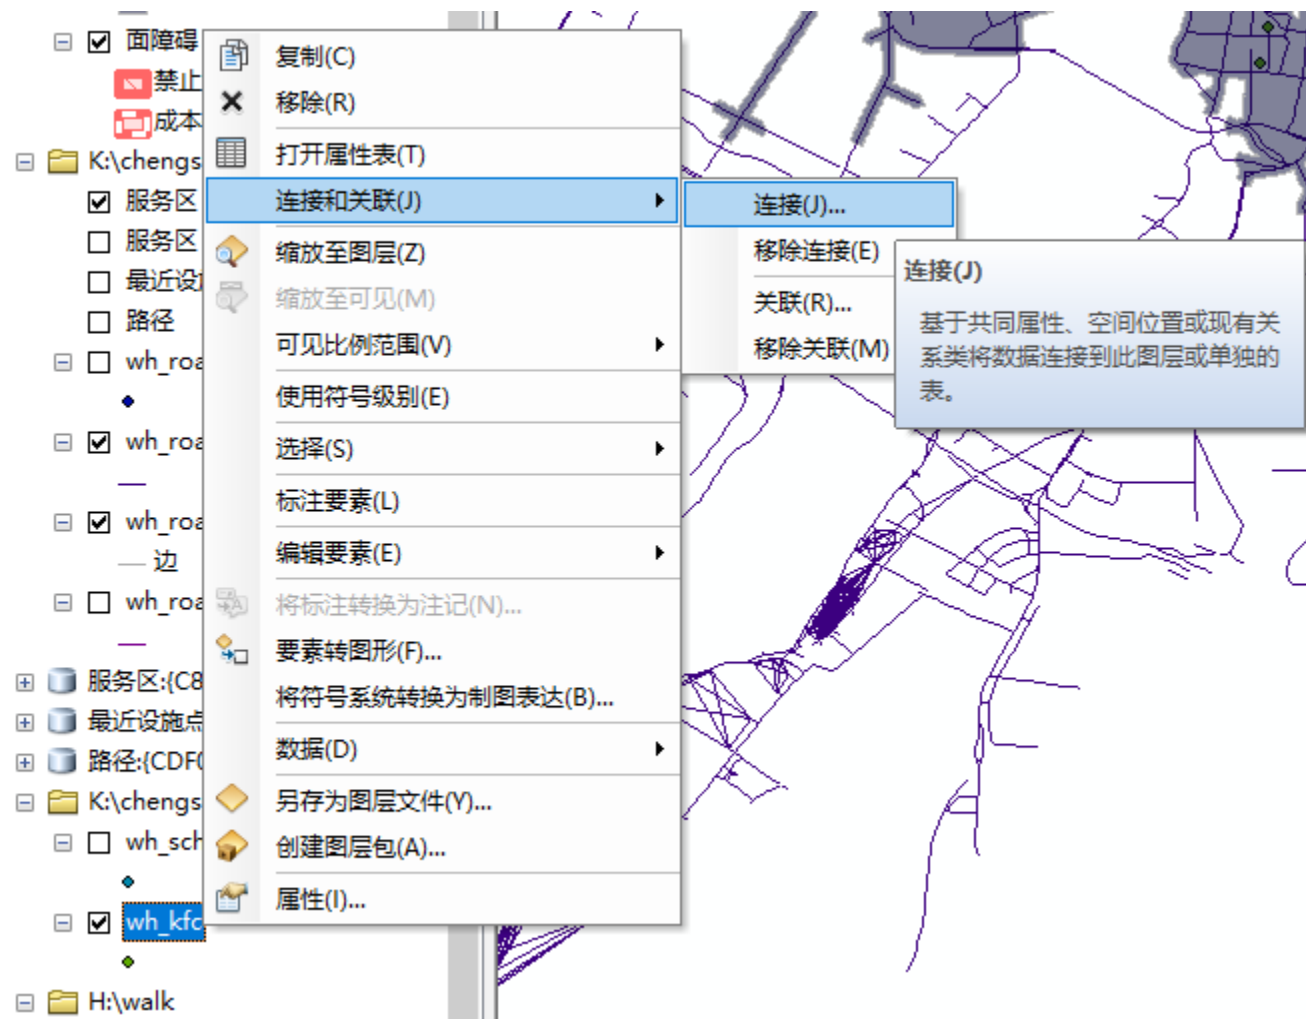 面障碍
禁止
成本
K:\chengs
服务区
服务区
最近设
路径
wh_roa
wh_roa
wh_roa
边
wh_roa
服务区:{C8
最近设施点
路径:{CDF0
K:\chengs
wh_sch
wh_kfc
H:\walk
复制(C)
移除(R)
打开属性表(T)
连接和关联(J)
缩放至图层(Z)
缩放至可见(M)
可见比例范围(V)
使用符号级别(E)
选择(S)
标注要素(L)
编辑要素(E)
将标注转换为注记(N)...
要素转图形(F)...
将符号系统转换为制图表达(B)...
数据(D)
另存为图层文件(Y)...
创建图层包(A)...
属性(I)...
连接(J)...
移除连接(E)
关联(R)...
移除关联(M)
连接(J)
基于共同属性、空间位置或现有关
系类将数据连接到此图层或单独的
表。